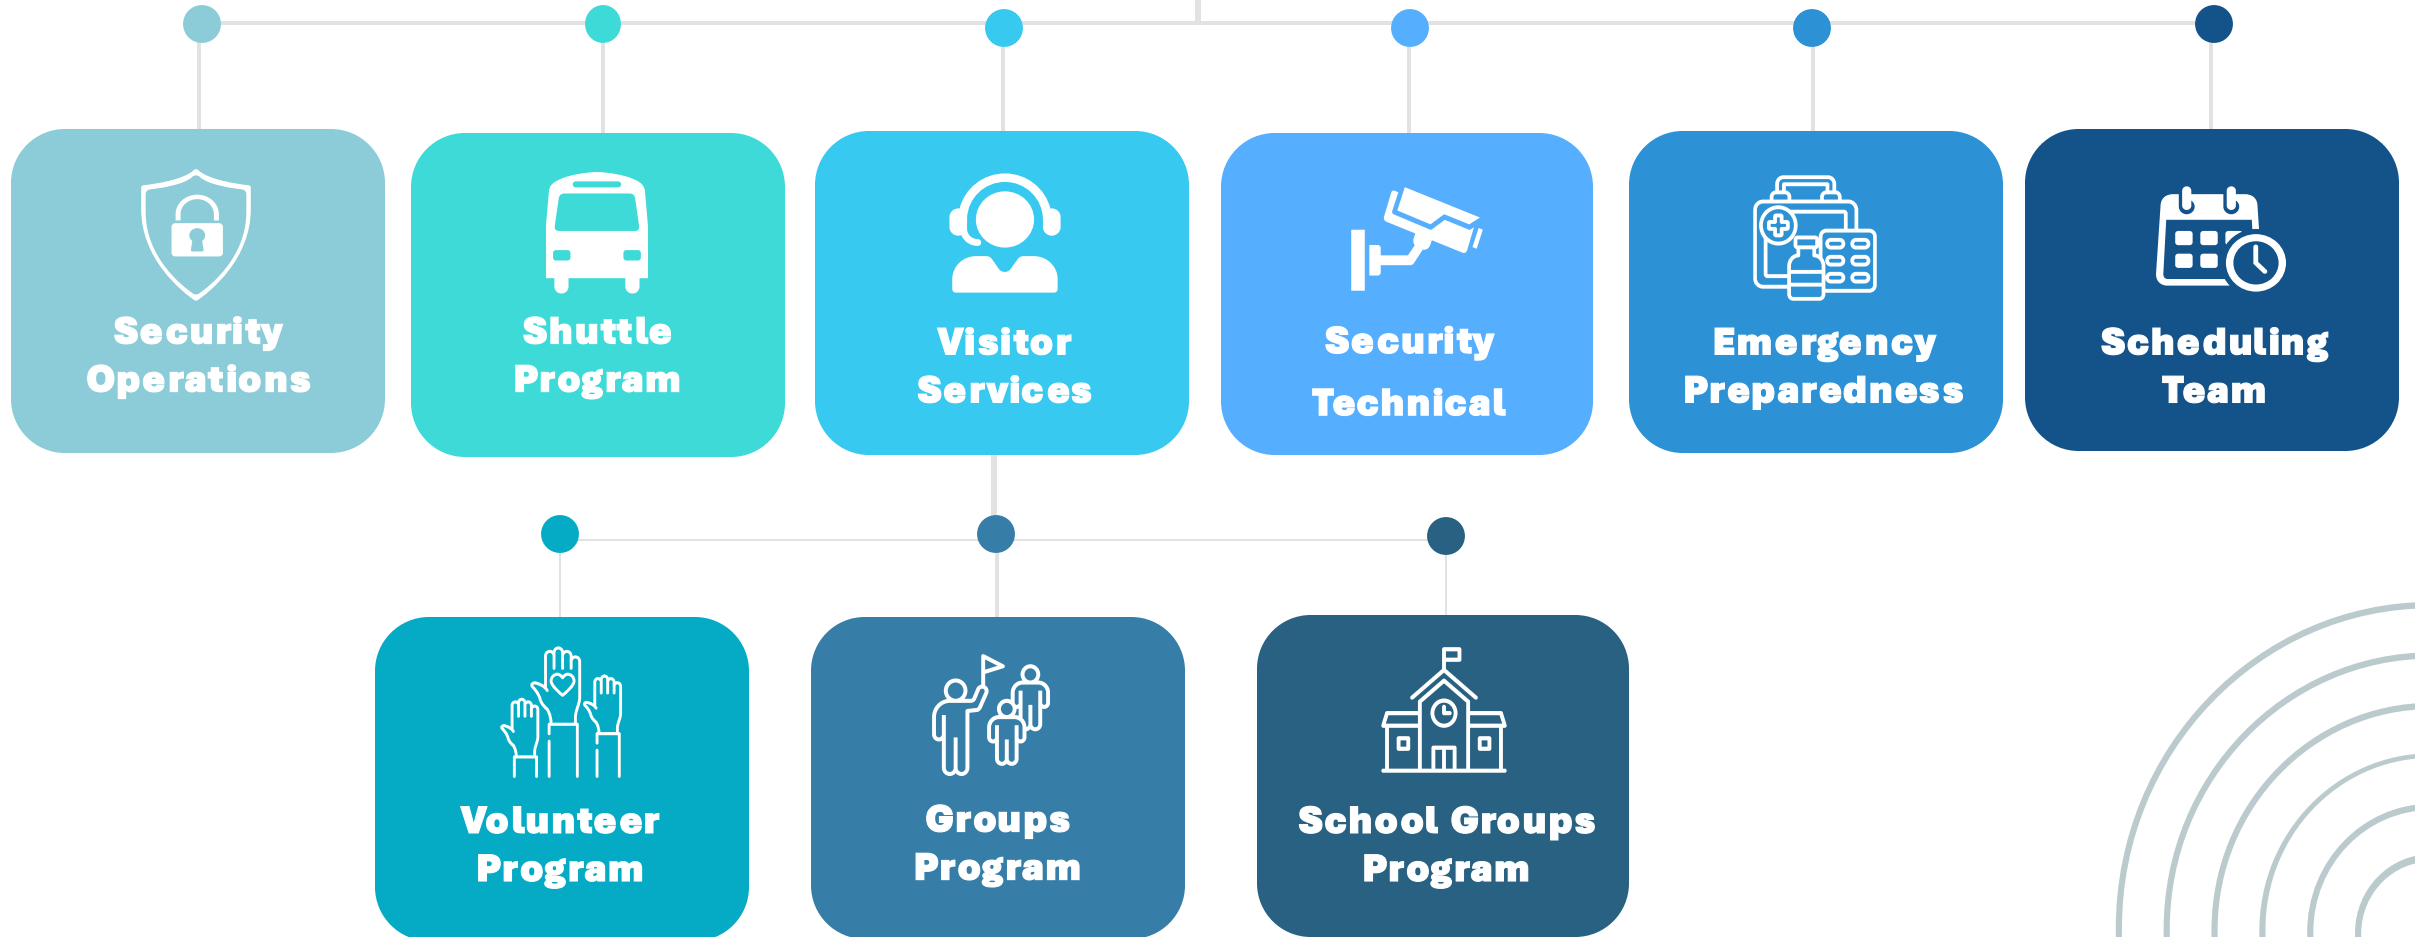 Security
Operations
Shuttle
Program
Visitor
Services
Security
Technical
Emergency
Preparedness
Scheduling
Team
Volunteer
Program
Groups
Program
School Groups
Program